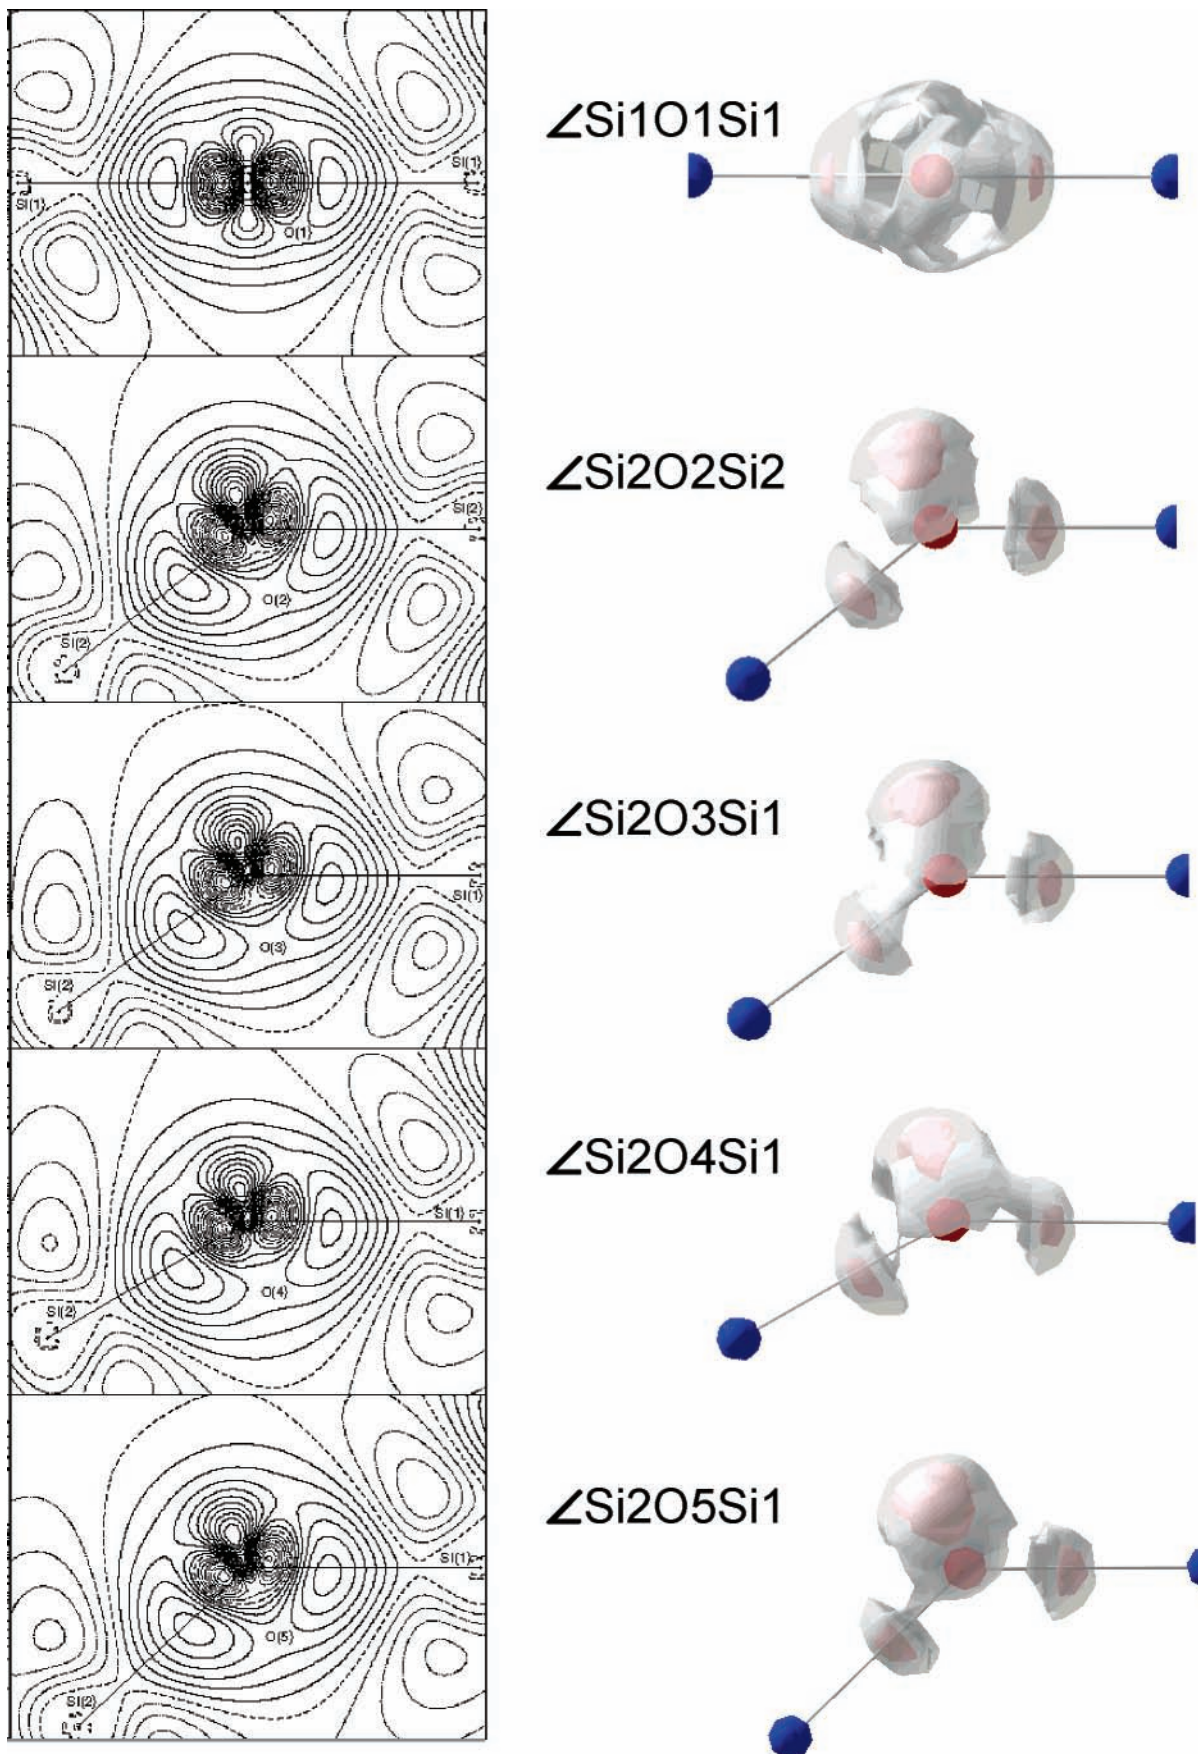 ∠Si1O1Si1
SI(1)
SI(1)
O(1)
∠Si2O2Si2
SI(2)
O(2)
SI(2)
∠Si2O3Si1
SI(1)
O(3)
SI(2)
∠Si2O4Si1
SI(1)
O(4)
SI(2)
∠Si2O5Si1
SI(1)
O(5)
SI(2)